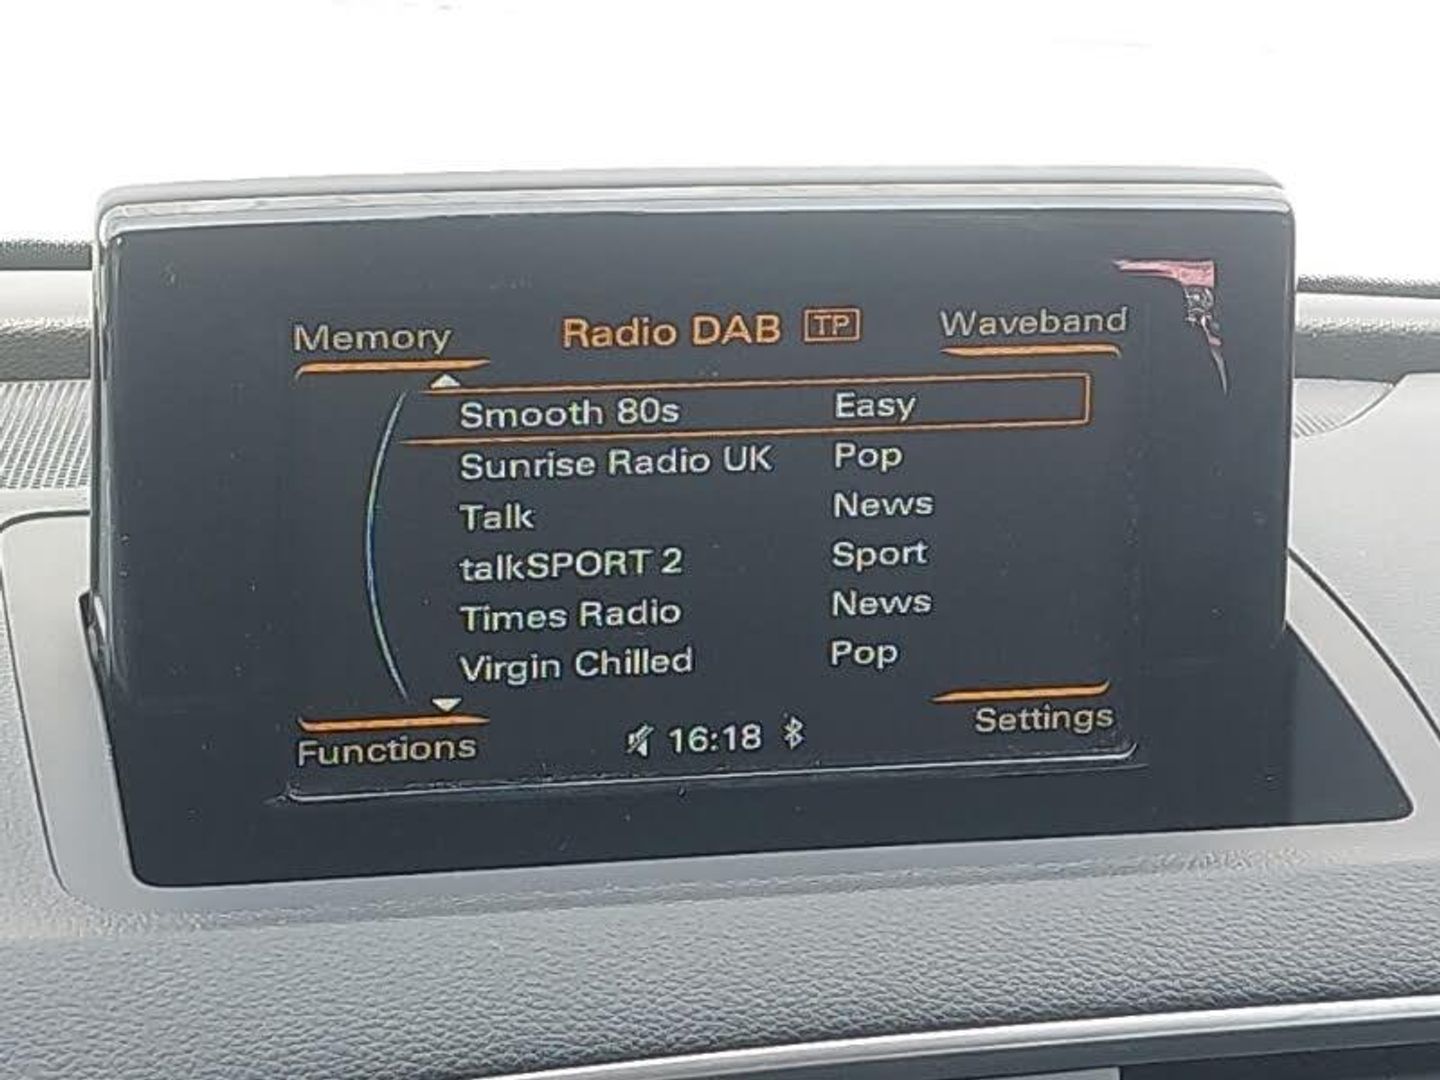 Memory Radio DAB TP Waveband
Smooth 80s Easy
Sunrise Radio UK Pop
Talk News
talkSPORT 2 Sport
Times Radio News
Virgin Chilled Pop
Functions 16:18 Settings